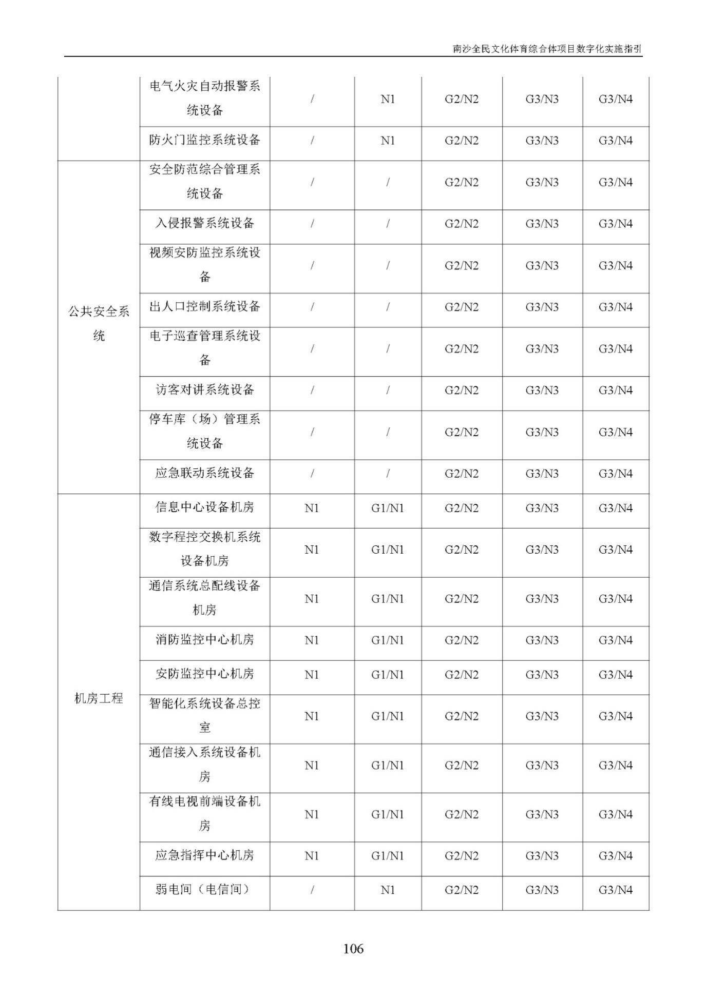 南沙全民文化体育综合体项目数字化实施指引
电气火灾自动报警系
统设备
/ N1 G2/N2 G3/N3 G3/N4
防火门监控系统设备 / N1 G2/N2 G3/N3 G3/N4
公共安全系
统
安全防范综合管理系
统设备
/ / G2/N2 G3/N3 G3/N4
入侵报警系统设备 / / G2/N2 G3/N3 G3/N4
视频安防监控系统设
备
/ / G2/N2 G3/N3 G3/N4
出人口控制系统设备 / / G2/N2 G3/N3 G3/N4
电子巡查管理系统设
备
/ / G2/N2 G3/N3 G3/N4
访客对讲系统设备 / / G2/N2 G3/N3 G3/N4
停车库（场）管理系
统设备
/ / G2/N2 G3/N3 G3/N4
应急联动系统设备 / / G2/N2 G3/N3 G3/N4
机房工程
信息中心设备机房 N1 G1/N1 G2/N2 G3/N3 G3/N4
数字程控交换机系统
设备机房
N1 G1/N1 G2/N2 G3/N3 G3/N4
通信系统总配线设备
机房
N1 G1/N1 G2/N2 G3/N3 G3/N4
消防监控中心机房 N1 G1/N1 G2/N2 G3/N3 G3/N4
安防监控中心机房 N1 G1/N1 G2/N2 G3/N3 G3/N4
智能化系统设备总控
室
N1 G1/N1 G2/N2 G3/N3 G3/N4
通信接入系统设备机
房
N1 G1/N1 G2/N2 G3/N3 G3/N4
有线电视前端设备机
房
N1 G1/N1 G2/N2 G3/N3 G3/N4
应急指挥中心机房 N1 G1/N1 G2/N2 G3/N3 G3/N4
弱电间（电信间） / N1 G2/N2 G3/N3 G3/N4
106